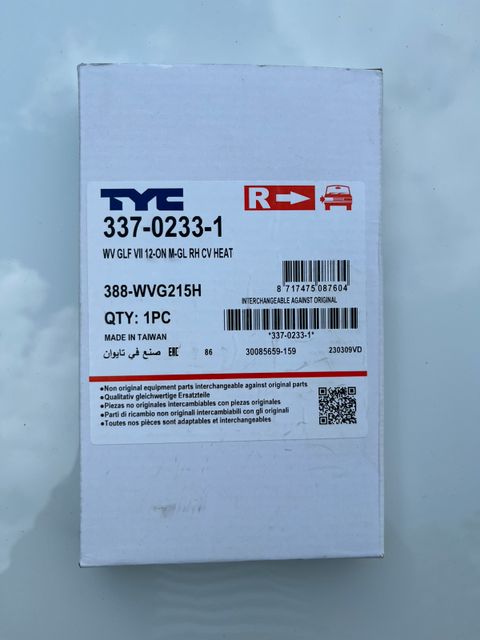 TYC
R
337-0233-1
WV GLF VII 12-ON M-GL RH CV HEAT
8 717475 087604
388-WVG215H
INTERCHANGEABLE AGAINST ORIGINAL
QTY: 1PC
*337-0233-1*
MADE IN TAIWAN
صنع في تايوان EAC 86 30085659-159 230309VD
●Non original equipment parts interchangeable against original parts
●Qualitativ gleichwertige Ersatzteile
●Piezas no originales intercambiables con piezas originales
●Parti di ricambio non originali intercambiabili con gli originali
●Toutes nos pièces sont adaptables et interchangeables